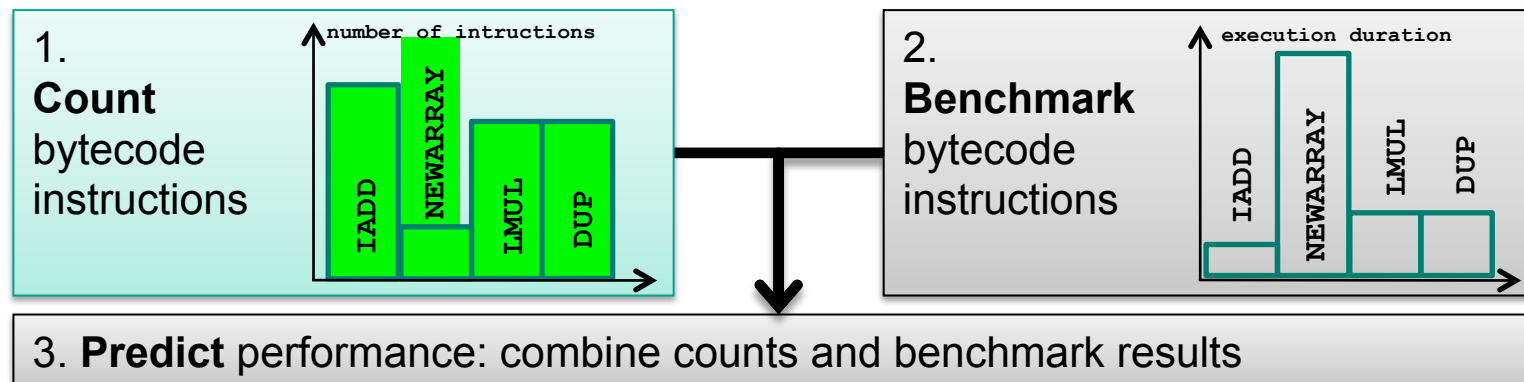 1.
Count
bytecode
instructions
number of intructions
IADD
NEWARRAY
LMUL
DUP
2.
Benchmark
bytecode
instructions
execution duration
IADD
NEWARRAY
LMUL
DUP
3. Predict performance: combine counts and benchmark results